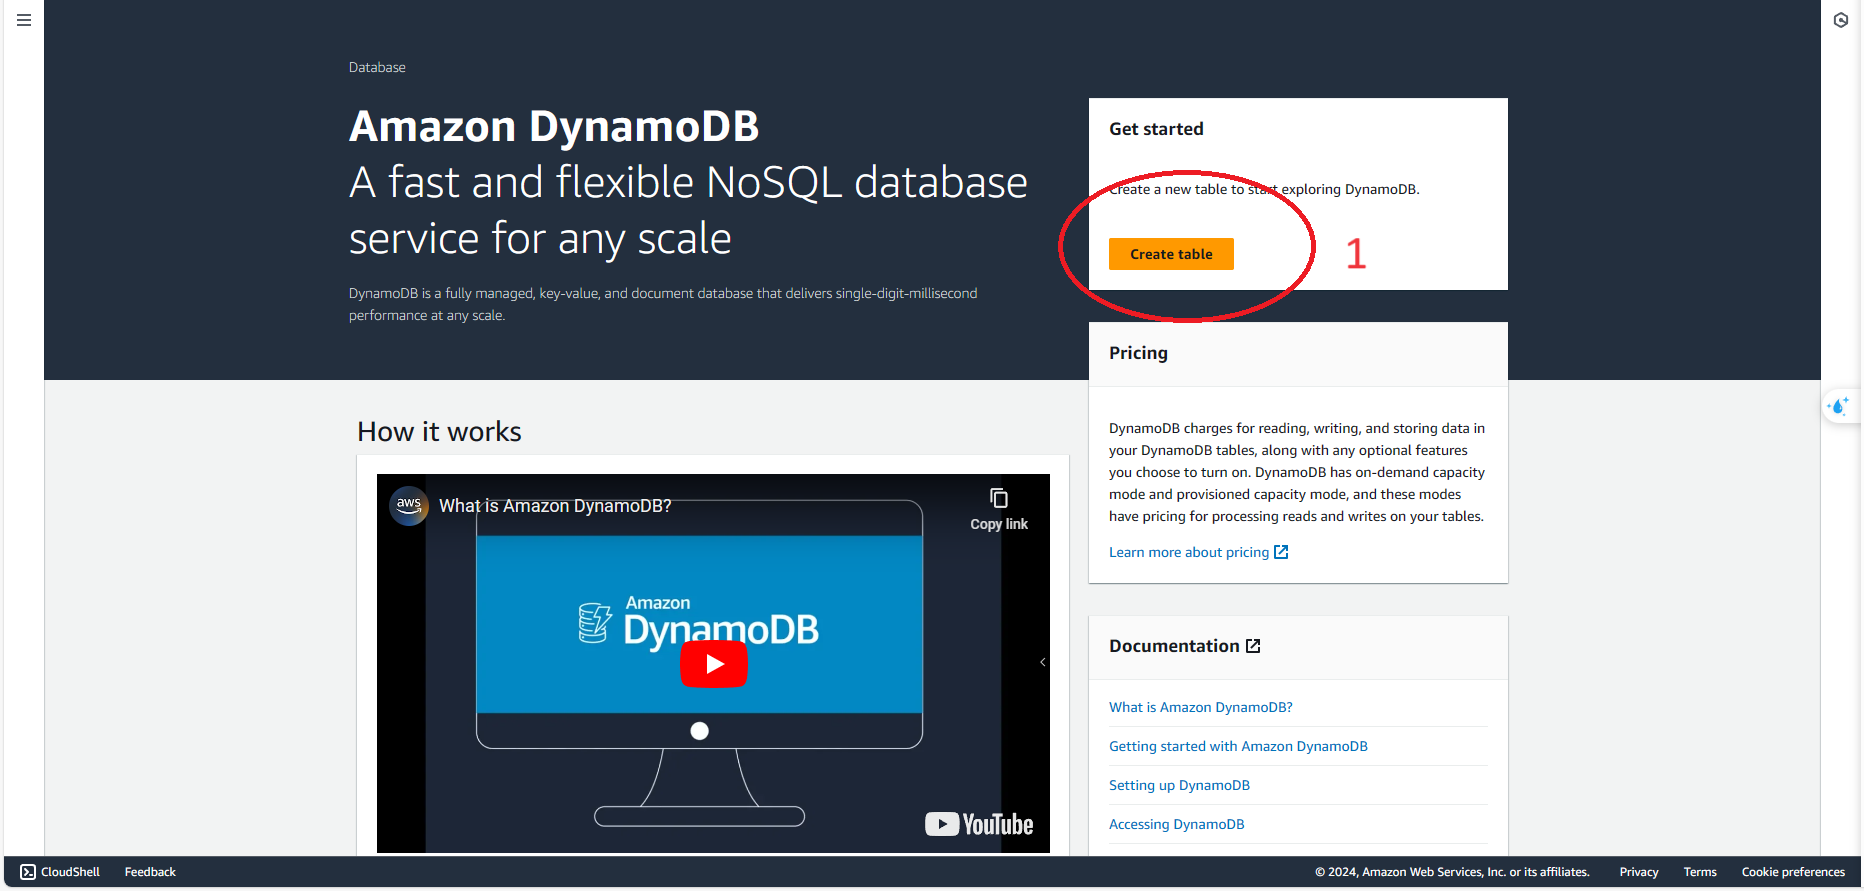 Database
Amazon DynamoDB
A fast and flexible NoSQL database
service for any scale
DynamoDB is a fully managed, key-value, and document database that delivers single-digit-millisecond
performance at any scale.
Get started
Create a new table to start exploring DynamoDB.
Create table
1
Pricing
DynamoDB charges for reading, writing, and storing data in
your DynamoDB tables, along with any optional features
you choose to turn on. DynamoDB has on-demand capacity
mode and provisioned capacity mode, and these modes
have pricing for processing reads and writes on your tables.
Learn more about pricing
How it works
aws
What is Amazon DynamoDB?
Copy link
Amazon
DynamoDB
YouTube
Documentation
What is Amazon DynamoDB?
Getting started with Amazon DynamoDB
Setting up DynamoDB
Accessing DynamoDB
CloudShell
Feedback
© 2024, Amazon Web Services, Inc. or its affiliates.
Privacy
Terms
Cookie preferences